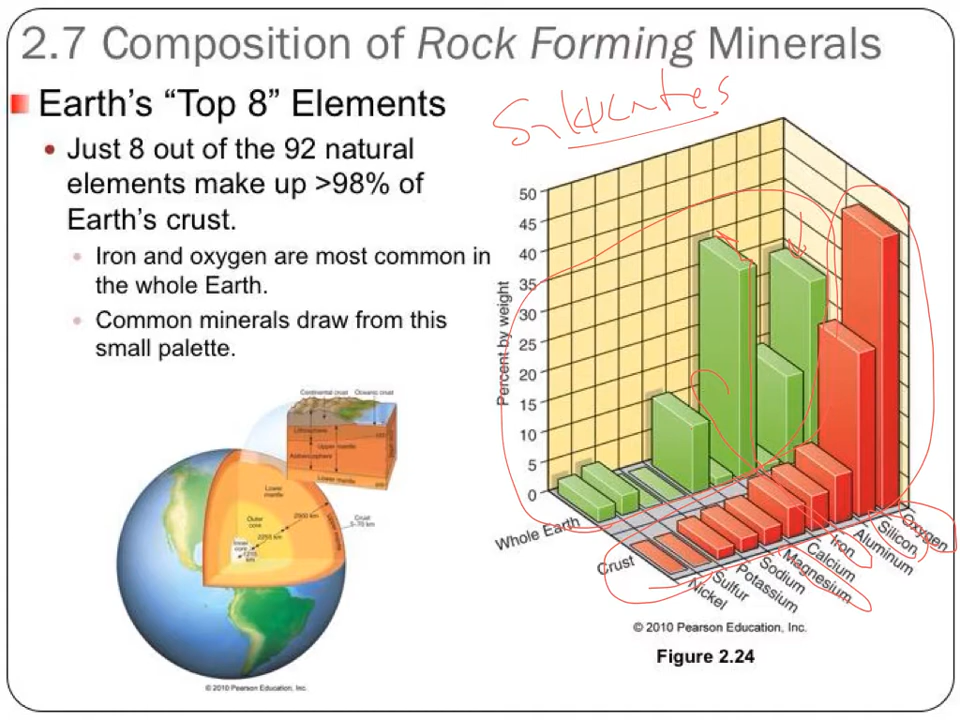 2.7 Composition of Rock Forming Minerals
Earth's "Top 8" Elements
Just 8 out of the 92 natural
elements make up >98% of
Earth's crust.
Iron and oxygen are most common in
the whole Earth.
Common minerals draw from this
small palette.
Silicates
50
45
40
35
30
25
20
15
10
5
0
Percent by weight
Whole Earth
Crust
Nickel
Sulfur
Potassium
Sodium
Magnesium
Calcium
Iron
Aluminum
Silicon
Oxygen
© 2010 Pearson Education, Inc.
Figure 2.24
Continental crust Oceanic crust
Lithosphere
Asthenosphere
Upper mantle
Lower mantle
Lower
mantle
Outer
core
Inner
core
2900 km
2255 km
km
Crust
5-70 km
© 2010 Pearson Education, Inc.